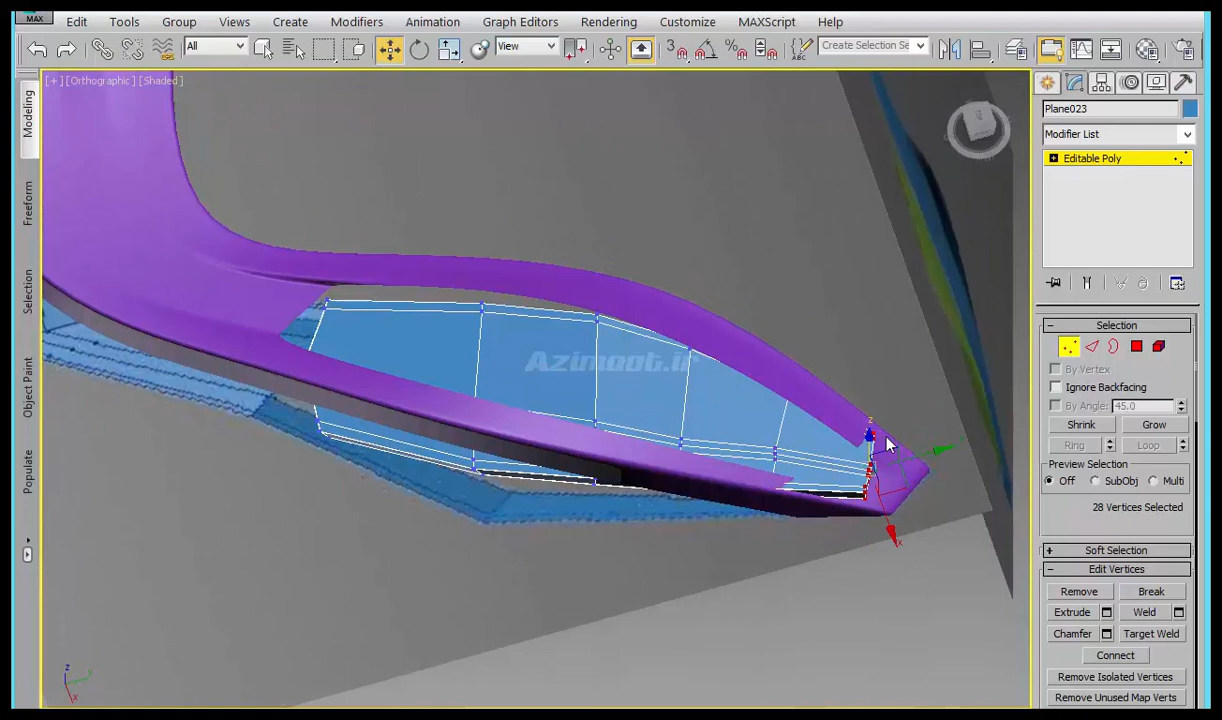 MAX
Edit Tools Group Views Create Modifiers Animation Graph Editors Rendering Customize MAXScript Help
All View 3 Create Selection Se
[+] [Orthographic] [Shaded]
Modeling
Freeform
Selection
Object Paint
Populate
Azimoot.ir
z
x
z
y
x
Plane023
Modifier List
Editable Poly
Selection
By Vertex
Ignore Backfacing
By Angle: 45.0
Shrink Grow
Ring Loop
Preview Selection
Off SubObj Multi
28 Vertices Selected
Soft Selection
Edit Vertices
Remove Break
Extrude Weld
Chamfer Target Weld
Connect
Remove Isolated Vertices
Remove Unused Map Verts